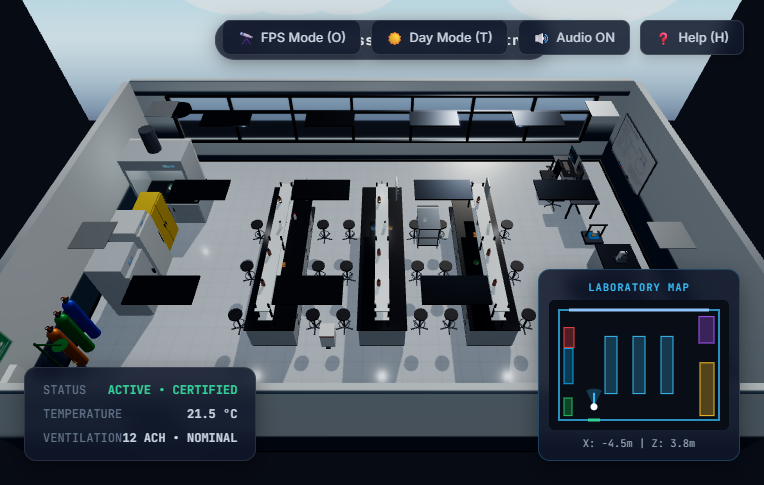 FPS Mode (O)
Day Mode (T)
Audio ON
Help (H)
LABORATORY MAP
STATUS ACTIVE • CERTIFIED
TEMPERATURE 21.5 °C
VENTILATION 12 ACH • NOMINAL
X: -4.5m | Z: 3.8m